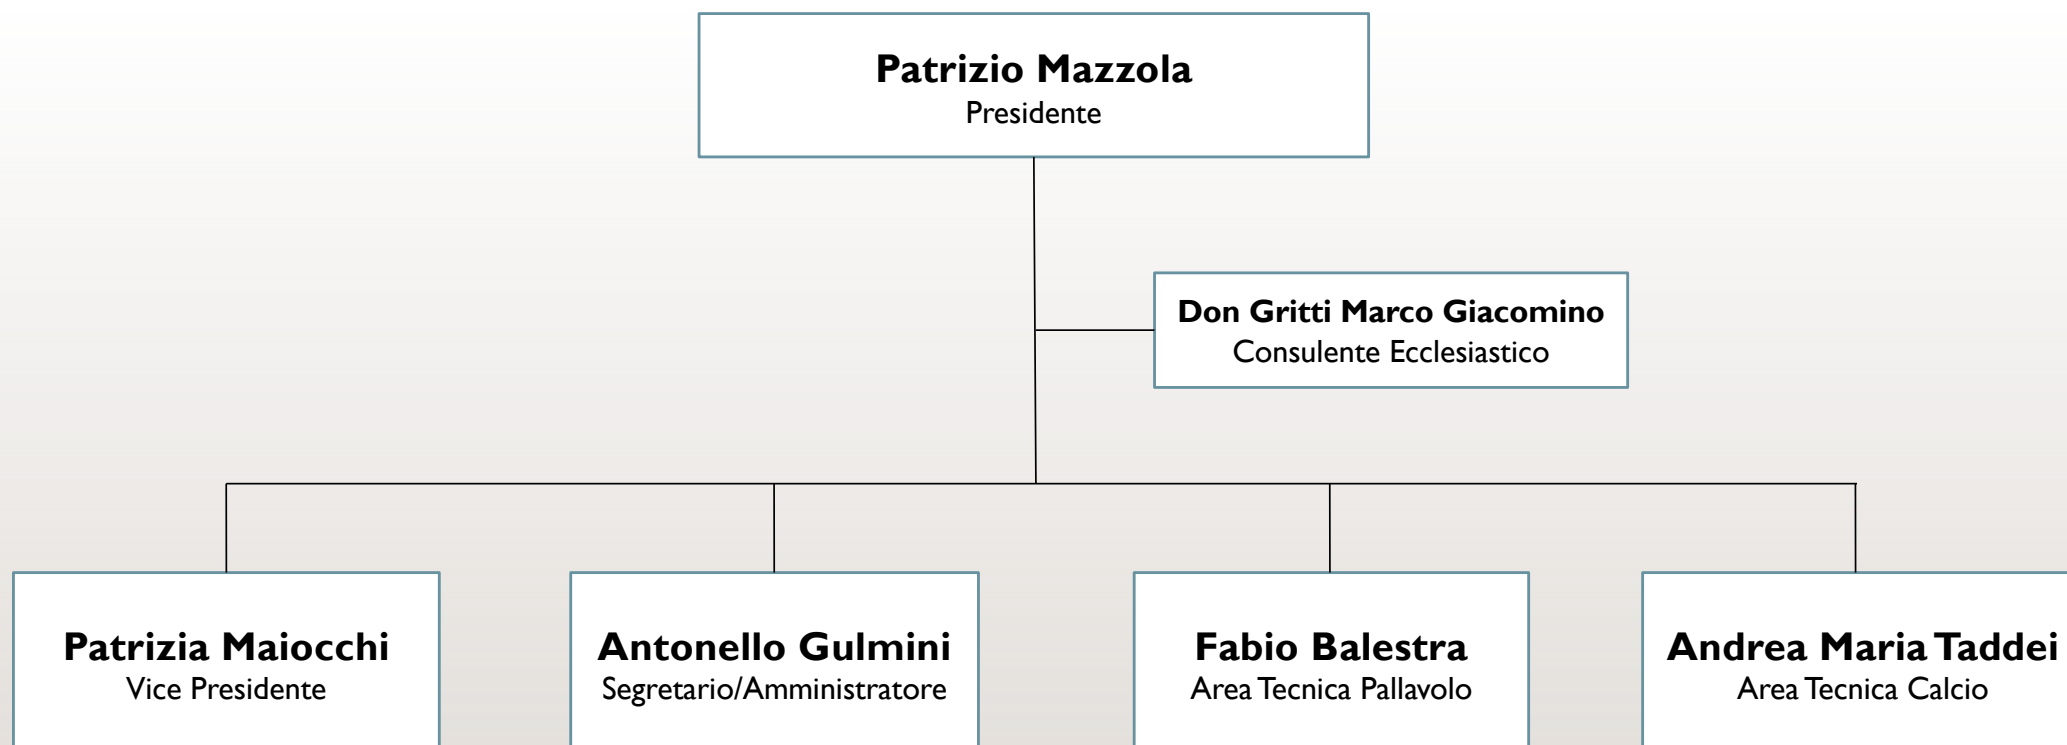 Patrizio Mazzola
Presidente
Don Gritti Marco Giacomino
Consulente Ecclesiastico
Patrizia Maiocchi
Vice Presidente
Antonello Gulmini
Segretario/Amministratore
Fabio Balestra
Area Tecnica Pallavolo
Andrea Maria Taddei
Area Tecnica Calcio